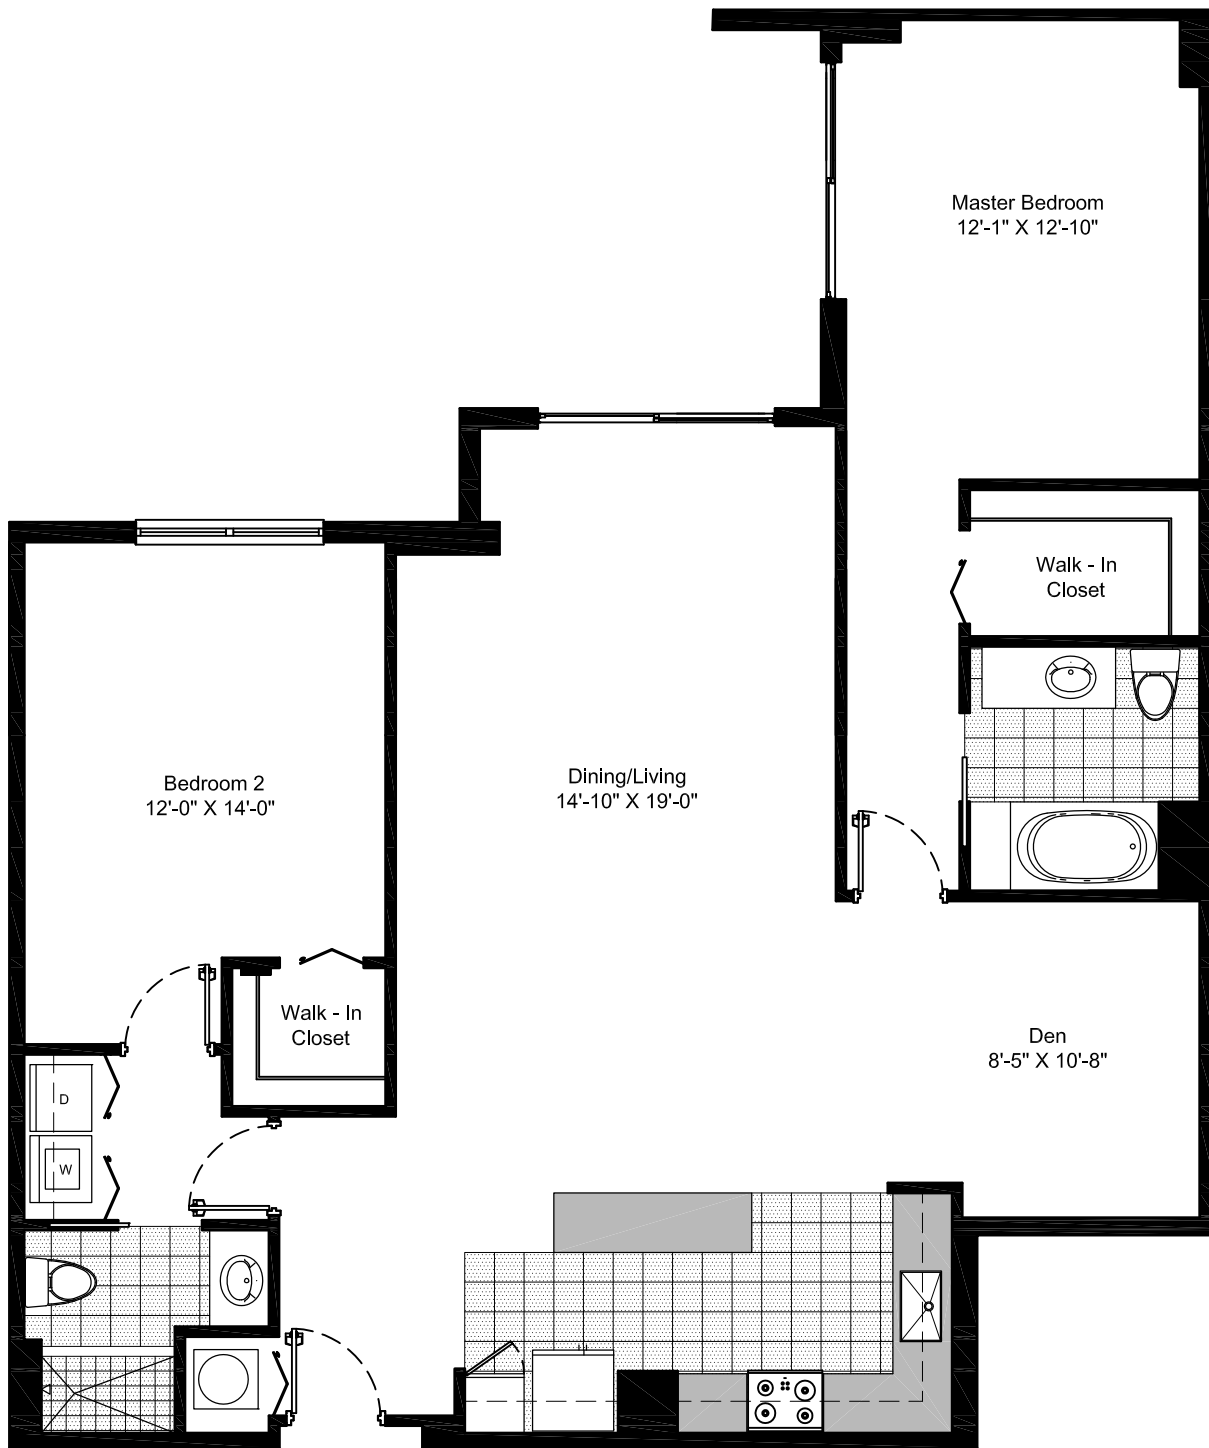 Master Bedroom
12'-1" X 12'-10"
Walk - In
Closet
Bedroom 2
12'-0" X 14'-0"
Dining/Living
14'-10" X 19'-0"
Walk - In
Closet
Den
8'-5" X 10'-8"
D
W